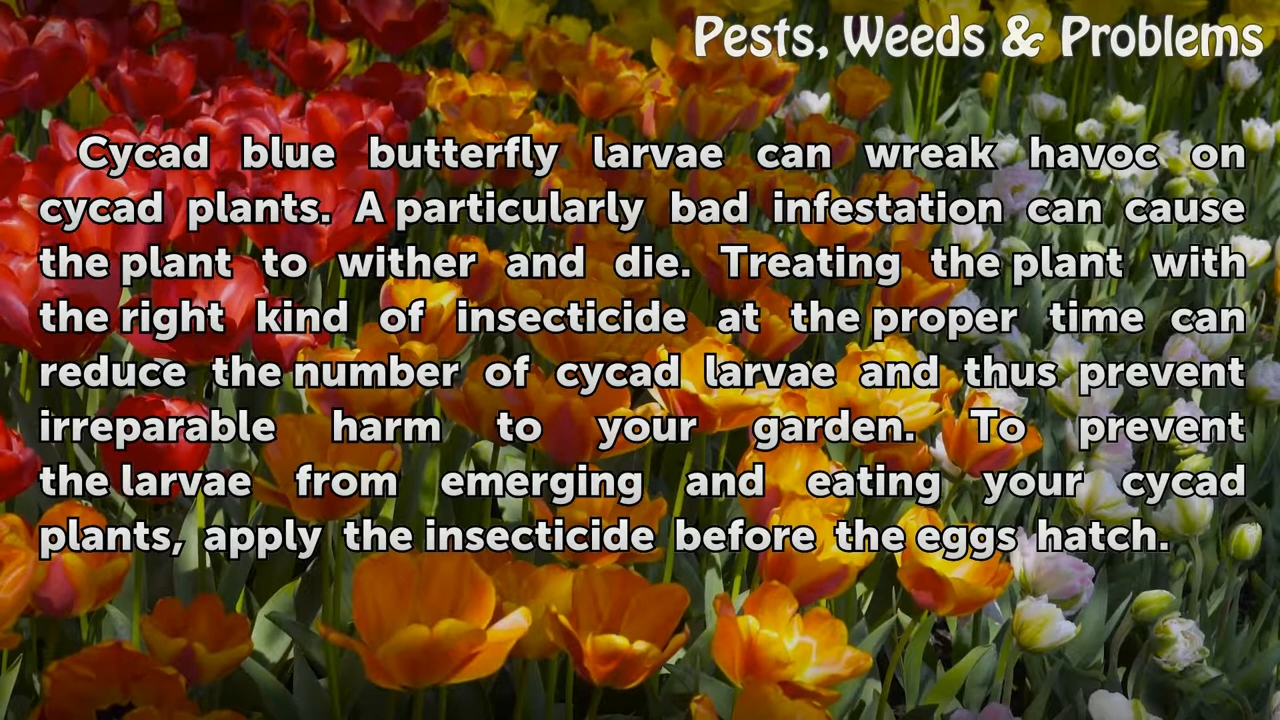 Pests, Weeds & Problems
Cycad blue butterfly larvae can wreak havoc on
cycad plants. A particularly bad infestation can cause
the plant to wither and die. Treating the plant with
the right kind of insecticide at the proper time can
reduce the number of cycad larvae and thus prevent
irreparable harm to your garden. To prevent
the larvae from emerging and eating your cycad
plants, apply the insecticide before the eggs hatch.